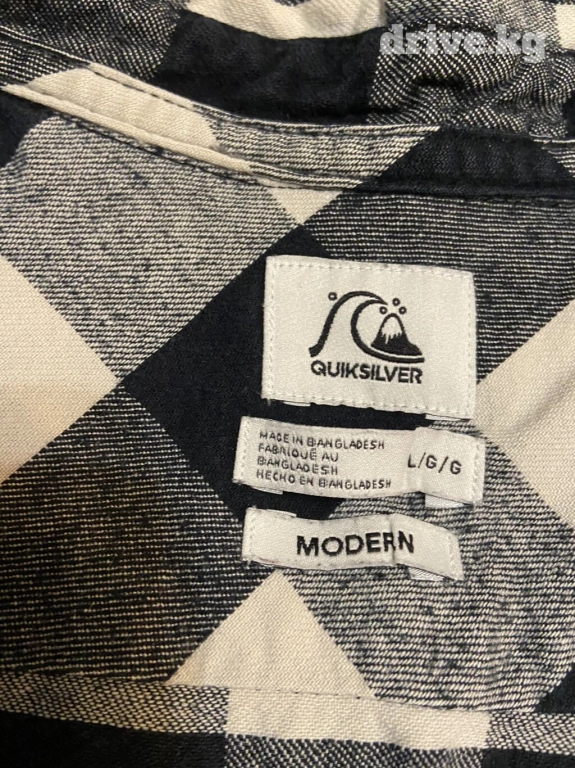 drive.kg
QUIKSILVER
MADE IN BANGLADESH
FABRIQUÉ AU
BANGLADESH
HECHO EN BANGLADESH
L/G/G
MODERN